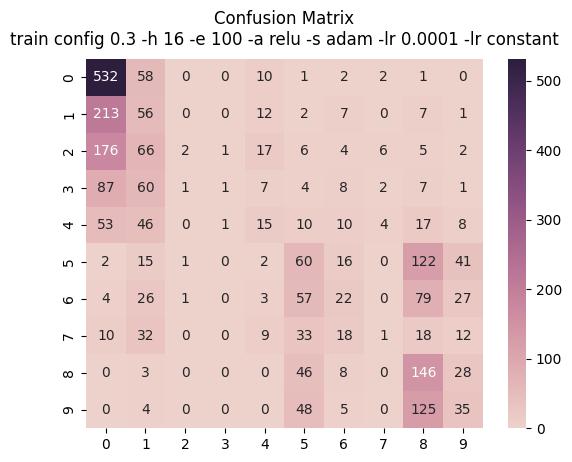 Confusion Matrix
train config 0.3 -h 16 -e 100 -a relu -s adam -lr 0.0001 -lr constant
0 532 58 0 0 10 1 2 2 1 0
1 213 56 0 0 12 2 7 0 7 1
2 176 66 2 1 17 6 4 6 5 2
3 87 60 1 1 7 4 8 2 7 1
4 53 46 0 1 15 10 10 4 17 8
5 2 15 1 0 2 60 16 0 122 41
6 4 26 1 0 3 57 22 0 79 27
7 10 32 0 0 9 33 18 1 18 12
8 0 3 0 0 0 46 8 0 146 28
9 0 4 0 0 0 48 5 0 125 35
0 1 2 3 4 5 6 7 8 9
500
400
300
200
100
0